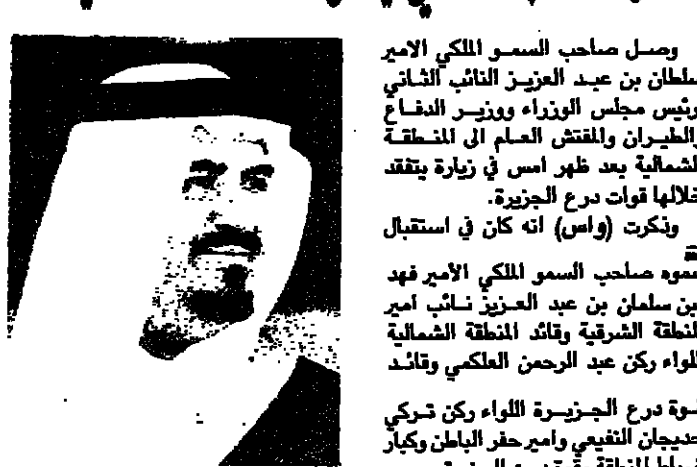 وصل صاحب السمو الملكي الامير
سلطان بن عبد العزيز النائب الثاني
رئيس مجلس الوزراء ووزير الدفاع
والطيران والمفتش العام الى المنطقة
الشمالية بعد ظهر امس في زيارة يتفقد
خلالها قوات درع الجزيرة.
وذكرت (واس) انه كان في استقبال
سموه صاحب السمو الملكي الأمير فهد
بن سلمان بن عبد العزيز نائب امير
المنطقة الشرقية وقائد المنطقة الشمالية
اللواء ركن عبد الرحمن العلكمي وقائد
قوة درع الجزيرة اللواء ركن تركي
حديجان النفيعي وامير حفر الباطن وكبار